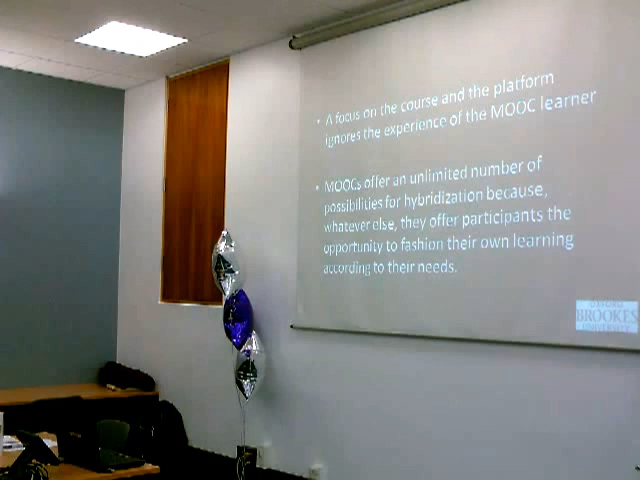 • A focus on the course and the platform
ignores the experience of the MOOC learner
• MOOCs offer an unlimited number of
possibilities for hybridization because,
whatever else, they offer participants the
opportunity to fashion their own learning
according to their needs.
OXFORD
BROOKES
UNIVERSITY